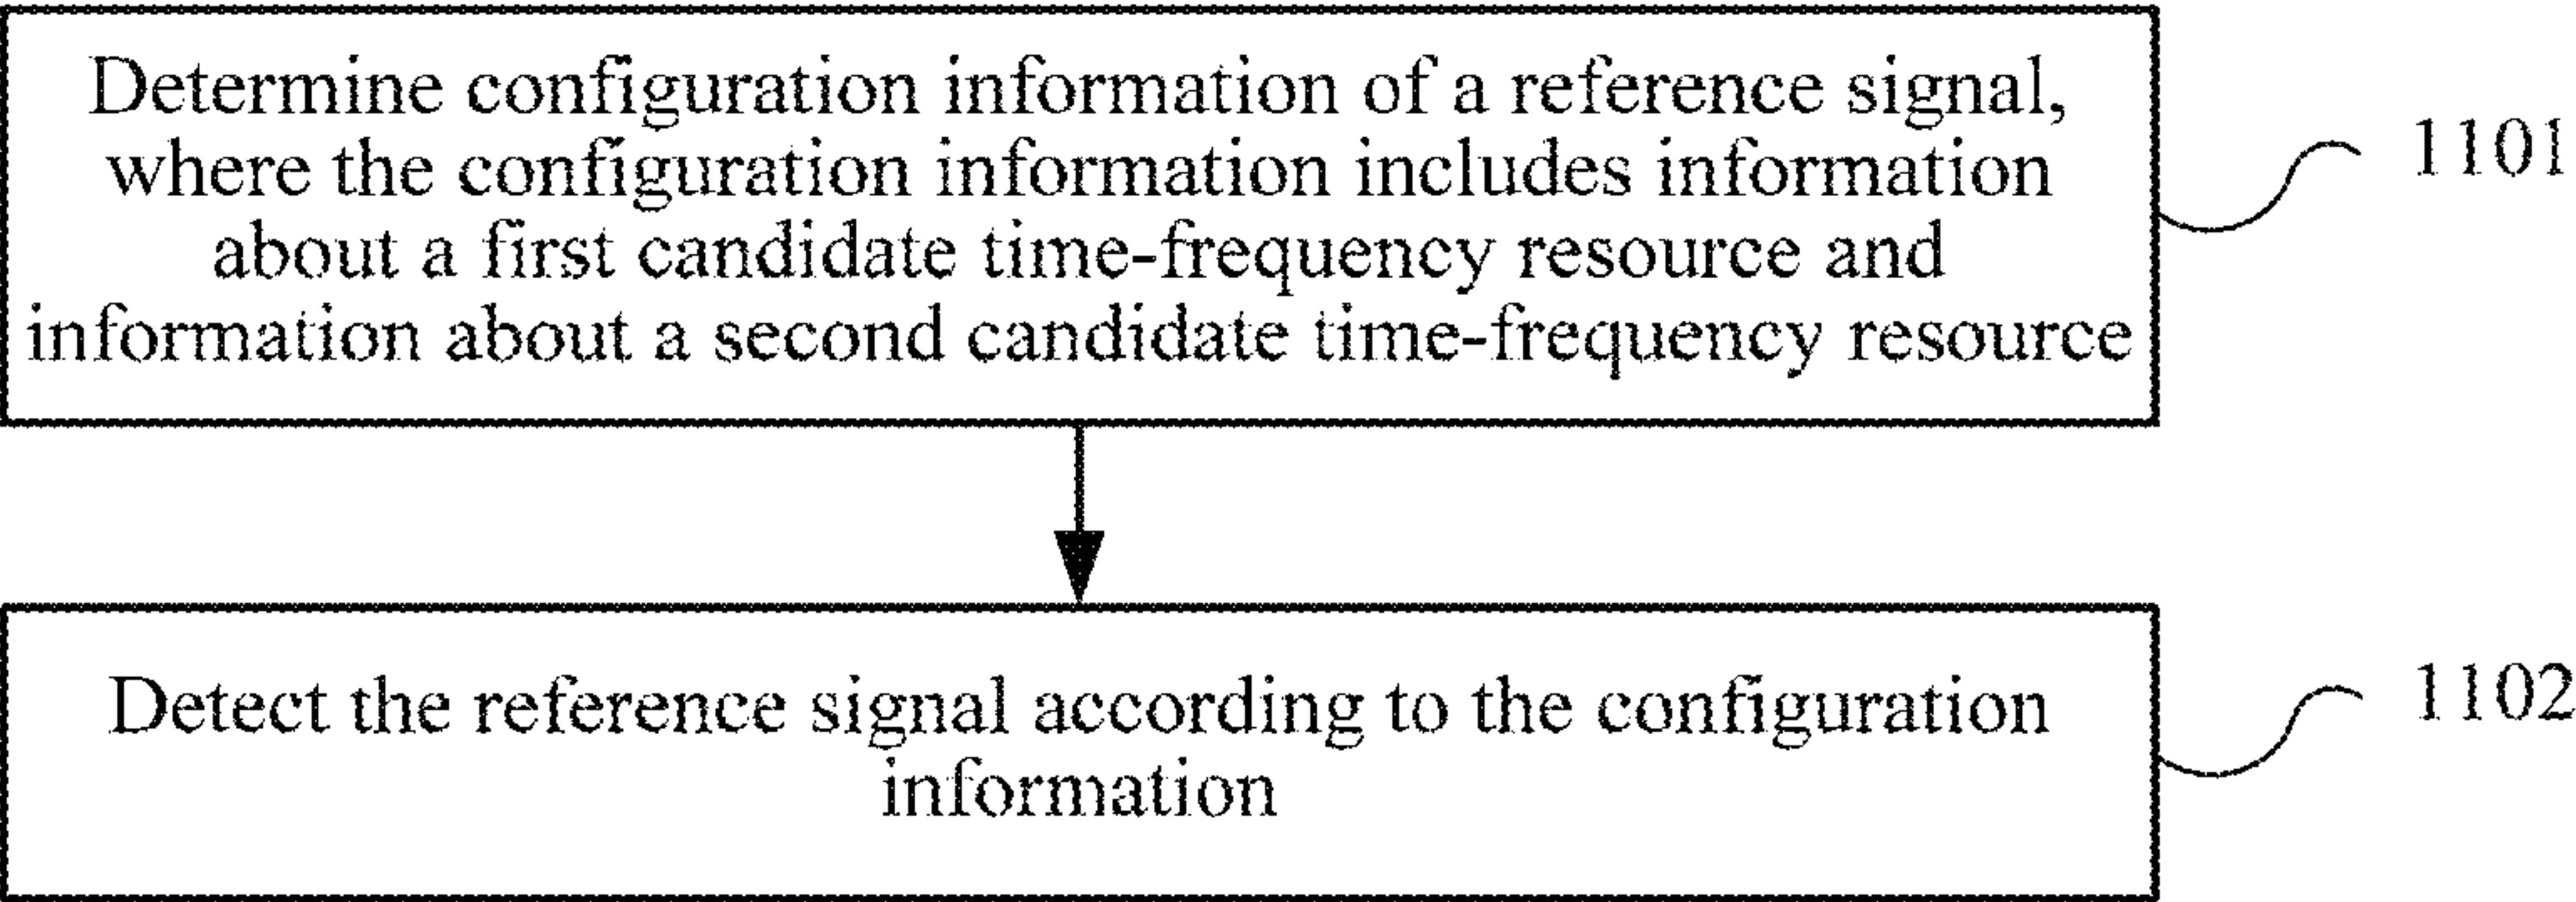 Determine configuration information of a reference signal,
where the configuration information includes information
about a first candidate time-frequency resource and
information about a second candidate time-frequency resource
1101
Detect the reference signal according to the configuration
information
1102